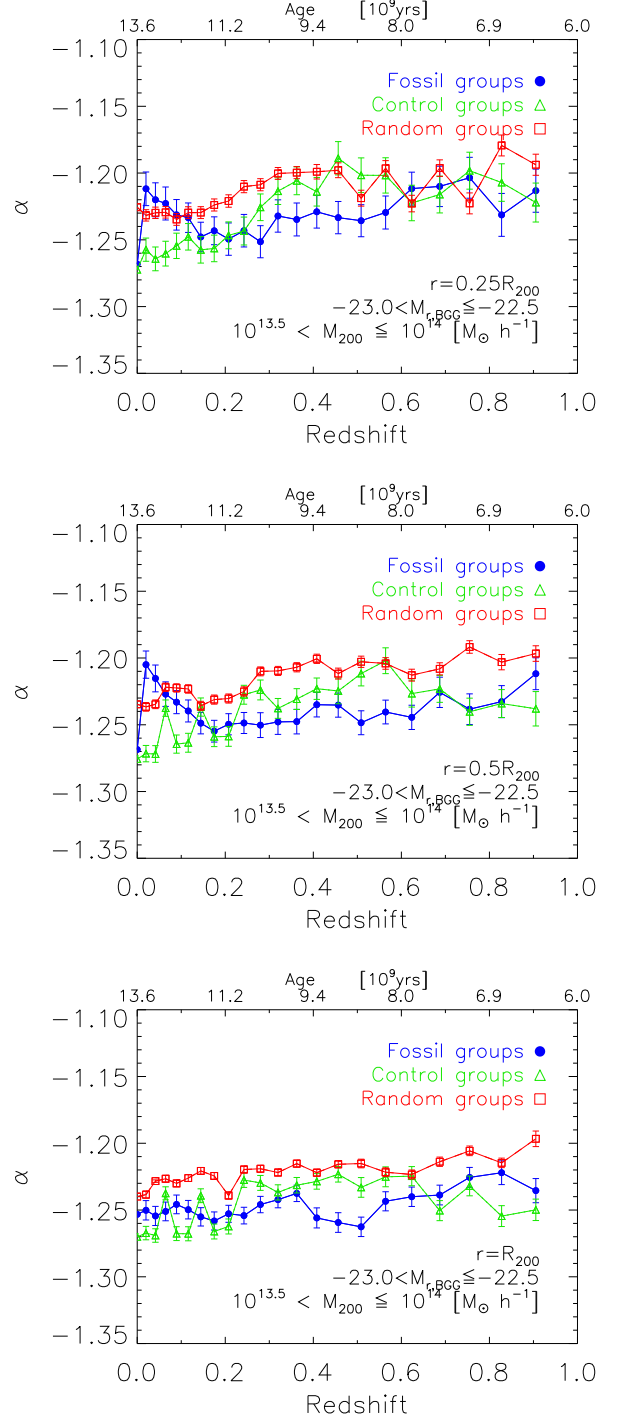 Age [10⁹yrs]
13.6 11.2 9.4 8.0 6.9 6.0
−1.10
Fossil groups
−1.15
Control groups
Random groups
−1.20
α
−1.25
r=0.25R₂₀₀
−1.30
−23.0<M_r,BGG≦−22.5
10^13.5 < M₂₀₀ ≦ 10^14 [M⊙ h⁻¹]
−1.35
0.0 0.2 0.4 0.6 0.8 1.0
Redshift
Age [10⁹yrs]
13.6 11.2 9.4 8.0 6.9 6.0
−1.10
Fossil groups
−1.15
Control groups
Random groups
−1.20
α
−1.25
r=0.5R₂₀₀
−1.30
−23.0<M_r,BGG≦−22.5
10^13.5 < M₂₀₀ ≦ 10^14 [M⊙ h⁻¹]
−1.35
0.0 0.2 0.4 0.6 0.8 1.0
Redshift
Age [10⁹yrs]
13.6 11.2 9.4 8.0 6.9 6.0
−1.10
Fossil groups
−1.15
Control groups
Random groups
−1.20
α
−1.25
r=R₂₀₀
−1.30
−23.0<M_r,BGG≦−22.5
10^13.5 < M₂₀₀ ≦ 10^14 [M⊙ h⁻¹]
−1.35
0.0 0.2 0.4 0.6 0.8 1.0
Redshift